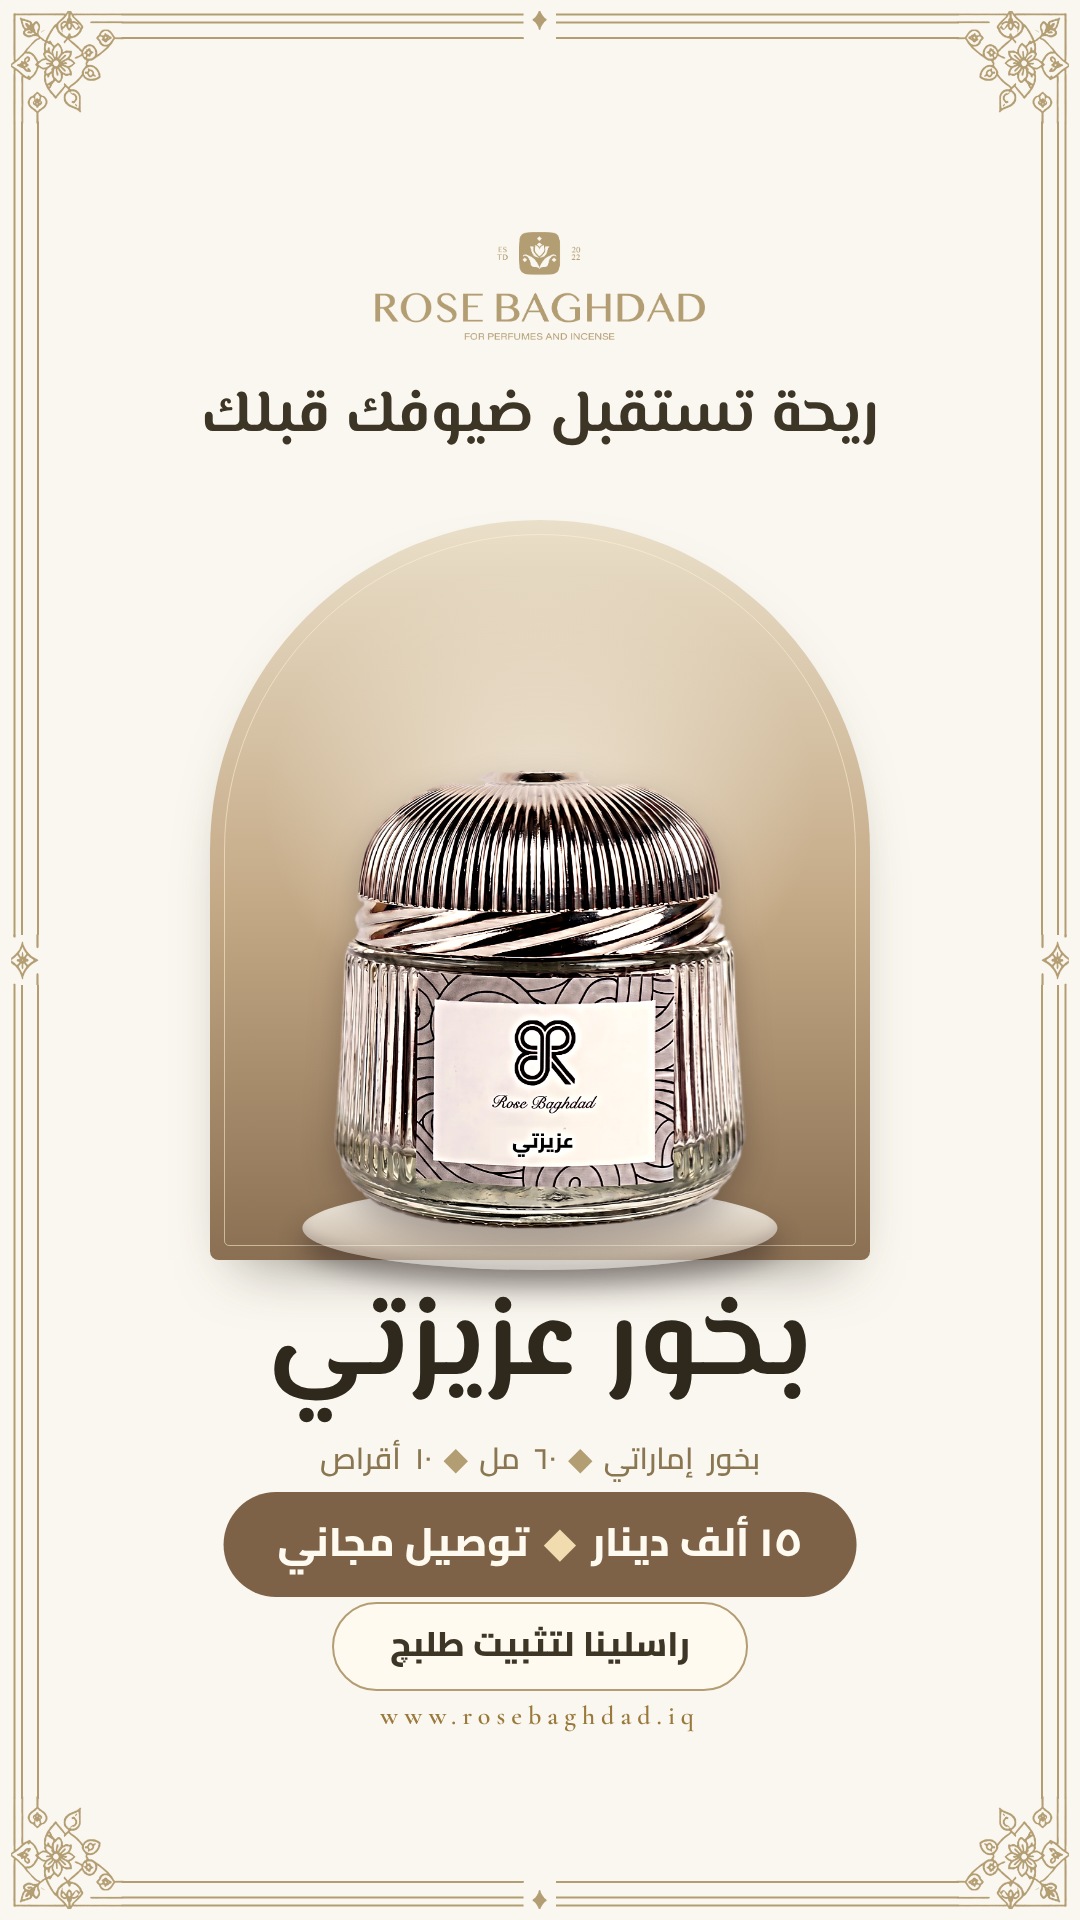 ES TD
20 22
ROSE BAGHDAD
FOR PERFUMES AND INCENSE
ريحة تستقبل ضيوفك قبلك
BR
Rose Baghdad
عزيزتي
بخور عزيزتي
بخور إماراتي ◆ ٦٠ مل ◆ ١٠ أقراص
١٥ ألف دينار ◆ توصيل مجاني
راسلينا لتثبيت طلبچ
www.rosebaghdad.iq